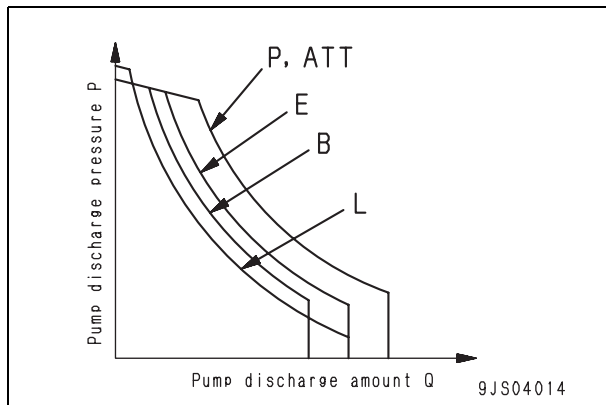 P, ATT
E
B
L
Pump discharge pressure P
Pump discharge amount Q
9JS04014